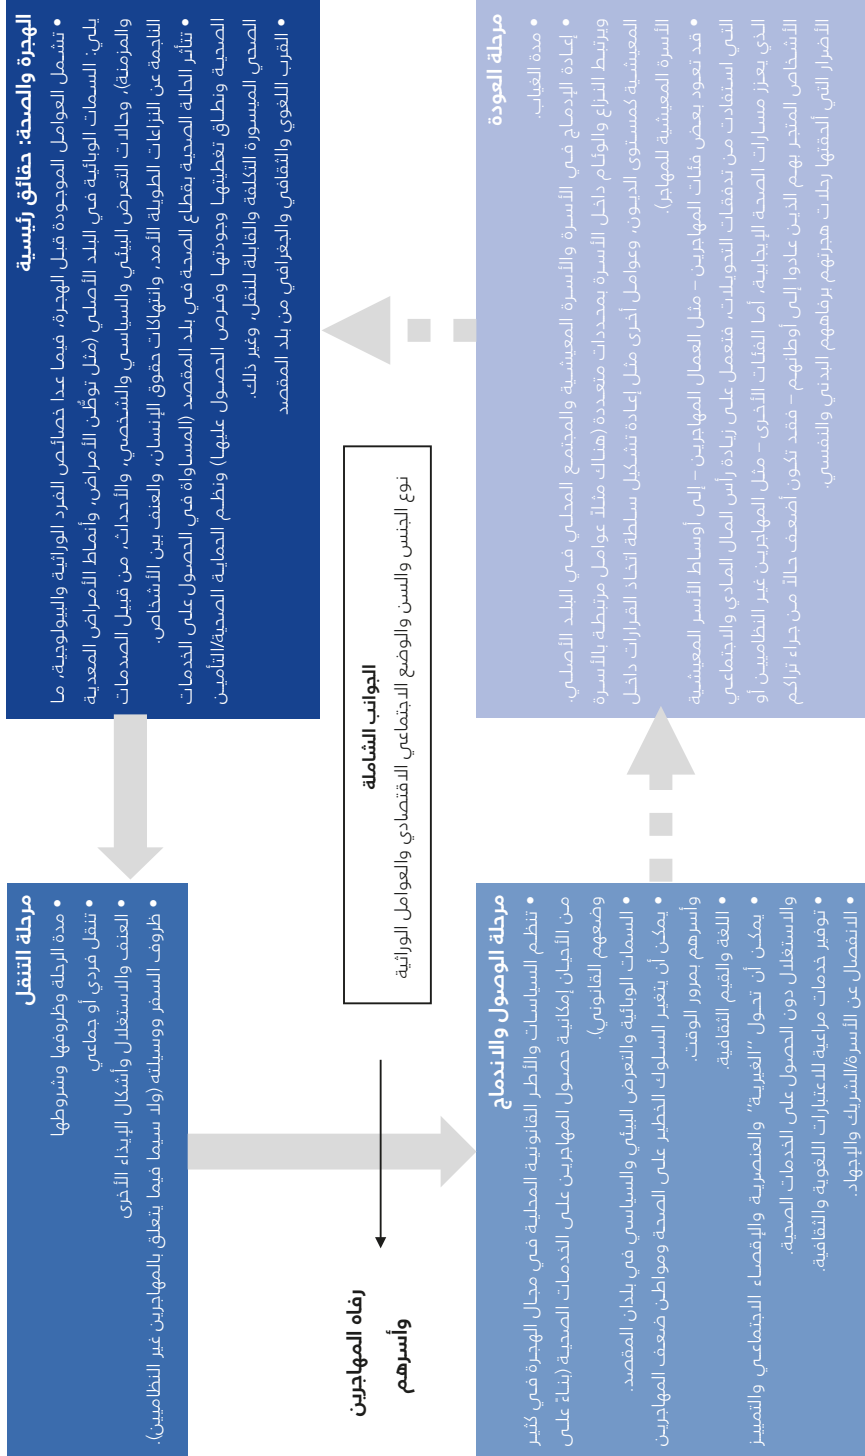 الهجرة والصحة: حقائق رئيسية
• تشمل العوامل الموجودة قبل الهجرة، فيما عدا خصائص الفرد الوراثية والبيولوجية، ما
يلي: السمات الوبائية في البلد الأصلي (مثل توطُّن الأمراض، وأنماط الأمراض المعدية
والمزمنة)، وحالات التعرض البيئي والسياسي والشخصي، والأحداث، من قبيل الصدمات
الناجمة عن النزاعات الطويلة الأمد، وانتهاكات حقوق الإنسان، والعنف بين الأشخاص.
• تتأثر الحالة الصحية بقطاع الصحة في بلد المقصد (المساواة في الحصول على الخدمات
الصحية ونطاق تغطيتها وجودتها وفرص الحصول عليها) ونظم الحماية الصحية/التأمين
الصحي الميسورة التكلفة والقابلة للنقل، وغير ذلك.
• القرب اللغوي والثقافي والجغرافي من بلد المقصد
مرحلة التنقل
• مدة الرحلة وظروفها وشروطها
• تنقل فردي أو جماعي
• العنف والاستغلال وأشكال الإيذاء الأخرى
• ظروف السفر ووسيلته (ولا سيما فيما يتعلق بالمهاجرين غير النظاميين).
الجوانب الشاملة
نوع الجنس والسن والوضع الاجتماعي الاقتصادي والعوامل الوراثية
رفاه المهاجرين
وأسرهم
مرحلة الوصول والاندماج
• تنظم السياسات والأطر القانونية المحلية في مجال الهجرة في كثير
من الأحيان إمكانية حصول المهاجرين على الخدمات الصحية (بناءً على
وضعهم القانوني).
• السمات الوبائية والتعرض البيئي والسياسي في بلدان المقصد.
• يمكن أن يتغير السلوك الخطير على الصحة ومواطن ضعف المهاجرين
وأسرهم بمرور الوقت.
• اللغة والقيم الثقافية.
• يمكن أن تحول "الغيرية" والعنصرية والإقصاء الاجتماعي والتمييز
والاستغلال دون الحصول على الخدمات الصحية.
• توفير خدمات مراعية للاعتبارات اللغوية والثقافية.
• الانفصال عن الأسرة/الشريك والإجهاد.
مرحلة العودة
• مدة الغياب.
• إعادة الإدماج في الأسرة والأسرة المعيشية والمجتمع المحلي في البلد الأصلي.
ويرتبط النزاع والوئام داخل الأسرة بمحددات متعددة (هناك مثلاً عوامل مرتبطة بالأسرة
المعيشية كمستوى الديون، وعوامل أخرى مثل إعادة تشكيل سلطة اتخاذ القرارات داخل
الأسرة المعيشية للمهاجر).
• قد تعود بعض فئات المهاجرين – مثل العمال المهاجرين – إلى أوساط الأسر المعيشية
التي استفادت من تدفقات التحويلات، فتعمل على زيادة رأس المال المادي والاجتماعي
الذي يعزز مسارات الصحة الإيجابية، أما الفئات الأخرى – مثل المهاجرين غير النظاميين أو
الأشخاص المتجر بهم الذين عادوا إلى أوطانهم – فقد تكون أضعف حالاً من جراء تراكم
الأضرار التي ألحقتها رحلات هجرتهم برفاههم البدني والنفسي.